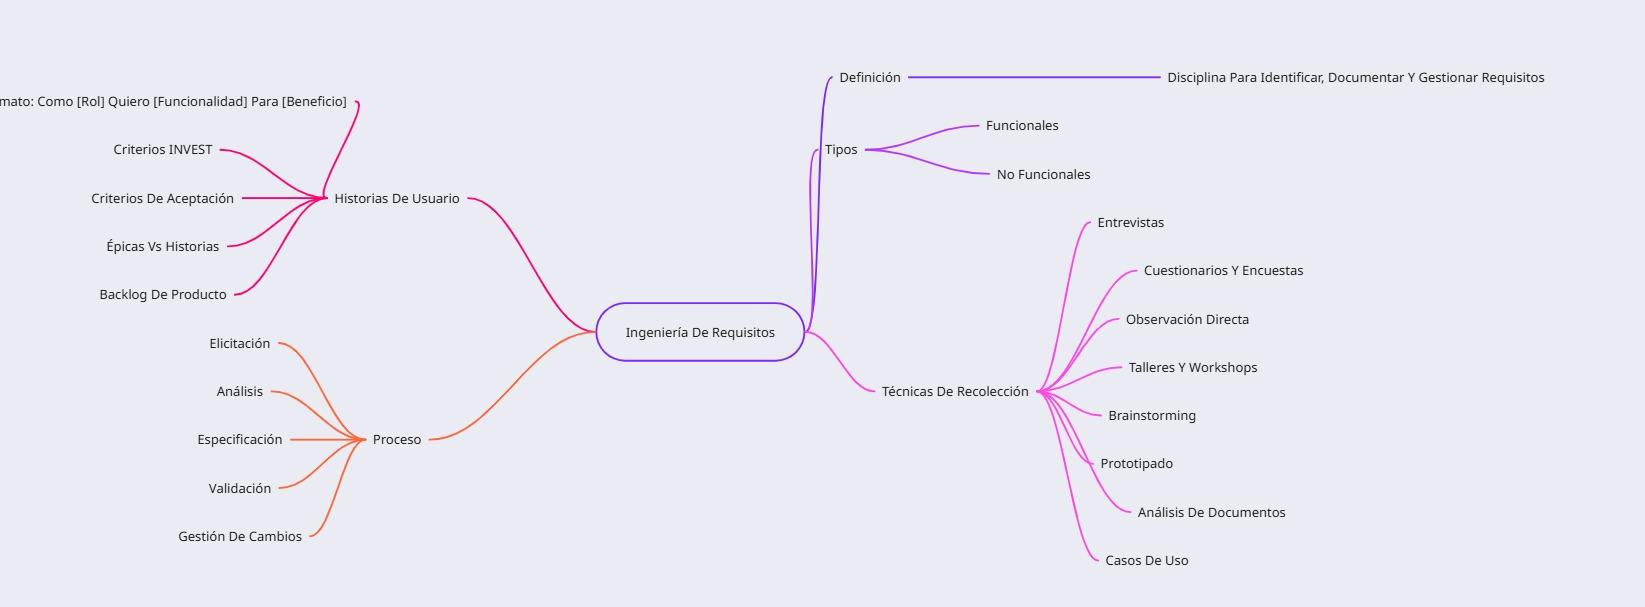 Ingeniería De Requisitos
Definición
Disciplina Para Identificar, Documentar Y Gestionar Requisitos
Tipos
Funcionales
No Funcionales
Técnicas De Recolección
Entrevistas
Cuestionarios Y Encuestas
Observación Directa
Talleres Y Workshops
Brainstorming
Prototipado
Análisis De Documentos
Casos De Uso
Historias De Usuario
mato: Como [Rol] Quiero [Funcionalidad] Para [Beneficio]
Criterios INVEST
Criterios De Aceptación
Épicas Vs Historias
Backlog De Producto
Proceso
Elicitación
Análisis
Especificación
Validación
Gestión De Cambios